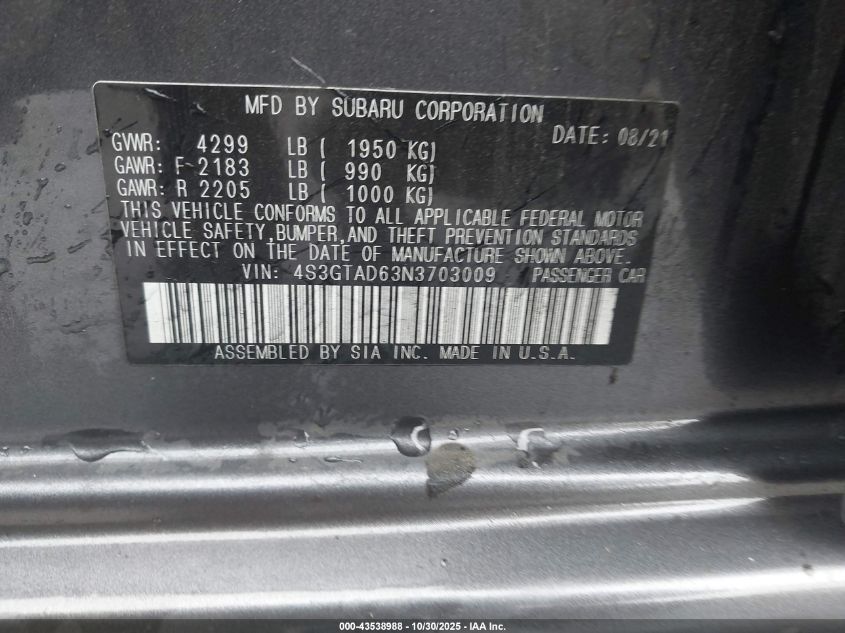 MFD BY SUBARU CORPORATION
DATE: 08/21
GVWR: 4299 LB ( 1950 KG)
GAWR: F 2183 LB ( 990 KG)
GAWR: R 2205 LB ( 1000 KG)
THIS VEHICLE CONFORMS TO ALL APPLICABLE FEDERAL MOTOR
VEHICLE SAFETY, BUMPER, AND THEFT PREVENTION STANDARDS
IN EFFECT ON THE DATE OF MANUFACTURE SHOWN ABOVE.
VIN: 4S3GTAD63N3703009 PASSENGER CAR
ASSEMBLED BY SIA INC. MADE IN U.S.A.
000-43538988 - 10/30/2025 - IAA Inc.